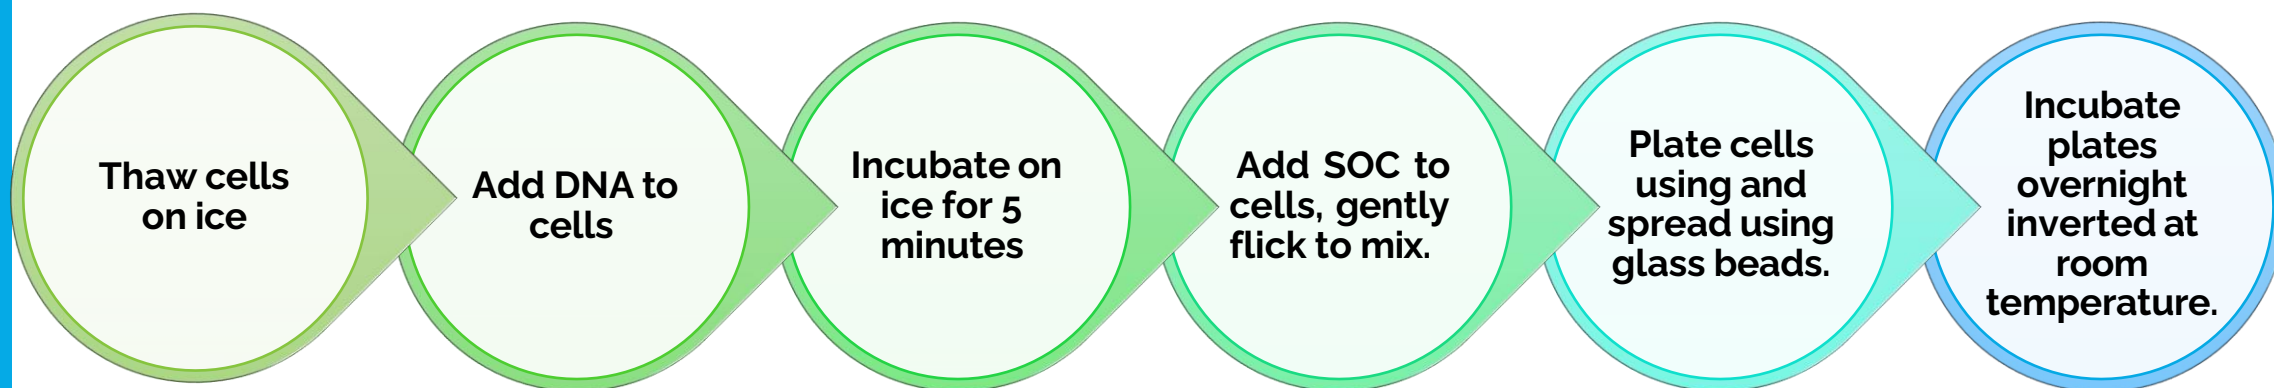 Thaw cells
on ice
Add DNA to
cells
Incubate on
ice for 5
minutes
Add SOC to
cells, gently
flick to mix.
Plate cells
using and
spread using
glass beads.
Incubate
plates
overnight
inverted at
room
temperature.